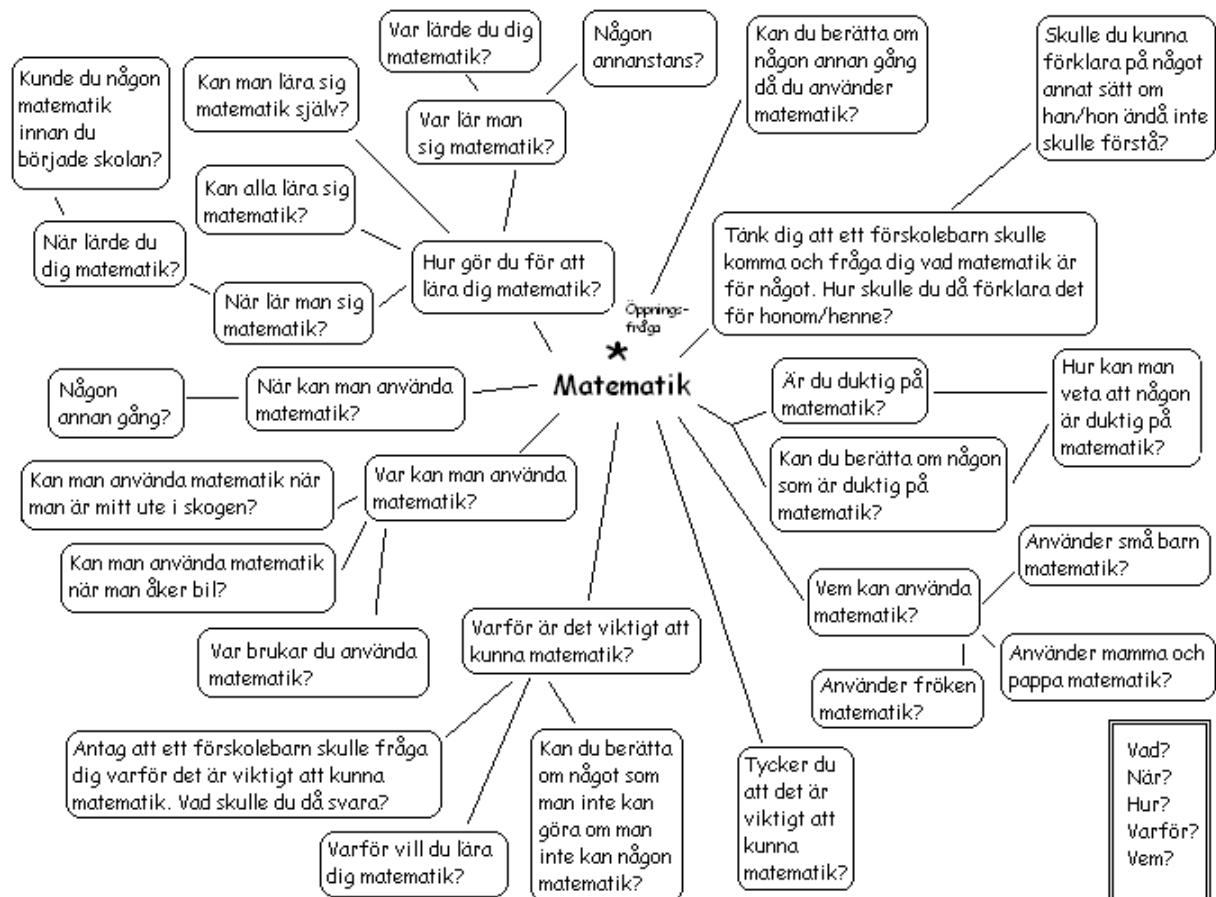 Var lärde du dig
matematik?
Någon
annanstans?
Kan du berätta om
någon annan gång
då du använder
matematik?
Skulle du kunna
förklara på något
annat sätt om
han/hon ändå inte
skulle förstå?
Kunde du någon
matematik
innan du
började skolan?
Kan man lära sig
matematik själv?
Var lär man
sig matematik?
Kan alla lära sig
matematik?
När lärde du
dig matematik?
När lär man sig
matematik?
Hur gör du för att
lära dig matematik?
Öppnings-
fråga
Tänk dig att ett förskolebarn skulle
komma och fråga dig vad matematik är
för något. Hur skulle du då förklara det
för honom/henne?
*
Matematik
Någon
annan gång?
När kan man använda
matematik?
Är du duktig på
matematik?
Hur kan man
veta att någon
är duktig på
matematik?
Kan du berätta om någon
som är duktig på
matematik?
Kan man använda matematik när
man är mitt ute i skogen?
Var kan man använda
matematik?
Kan man använda matematik
när man åker bil?
Var brukar du använda
matematik?
Varför är det viktigt att
kunna matematik?
Vem kan använda
matematik?
Använder små barn
matematik?
Använder mamma och
pappa matematik?
Använder fröken
matematik?
Antag att ett förskolebarn skulle fråga
dig varför det är viktigt att kunna
matematik. Vad skulle du då svara?
Varför vill du lära
dig matematik?
Kan du berätta
om något som
man inte kan
göra om man
inte kan någon
matematik?
Tycker du
att det är
viktigt att
kunna
matematik?
Vad?
När?
Hur?
Varför?
Vem?